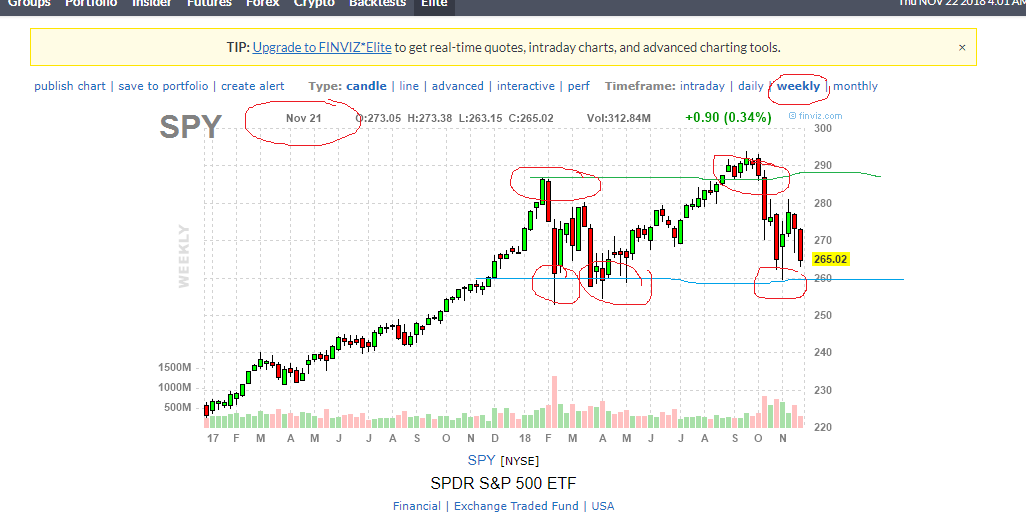 Groups Portfolio Insider Futures Forex Crypto Backtests Elite Thu NOV 22 2018 4:01 AM
TIP: Upgrade to FINVIZ*Elite to get real-time quotes, intraday charts, and advanced charting tools. ×
publish chart | save to portfolio | create alert Type: candle | line | advanced | interactive | perf Timeframe: intraday | daily | weekly | monthly
SPY Nov 21 O:273.05 H:273.38 L:263.15 C:265.02 Vol:312.84M +0.90 (0.34%) © finviz.com
300
290
280
270
265.02
260
250
240
230
220
WEEKLY
1500M
1000M
500M
17 F M A M J J A S O N D 18 F M A M J J A S O N
SPY [NYSE]
SPDR S&P 500 ETF
Financial | Exchange Traded Fund | USA